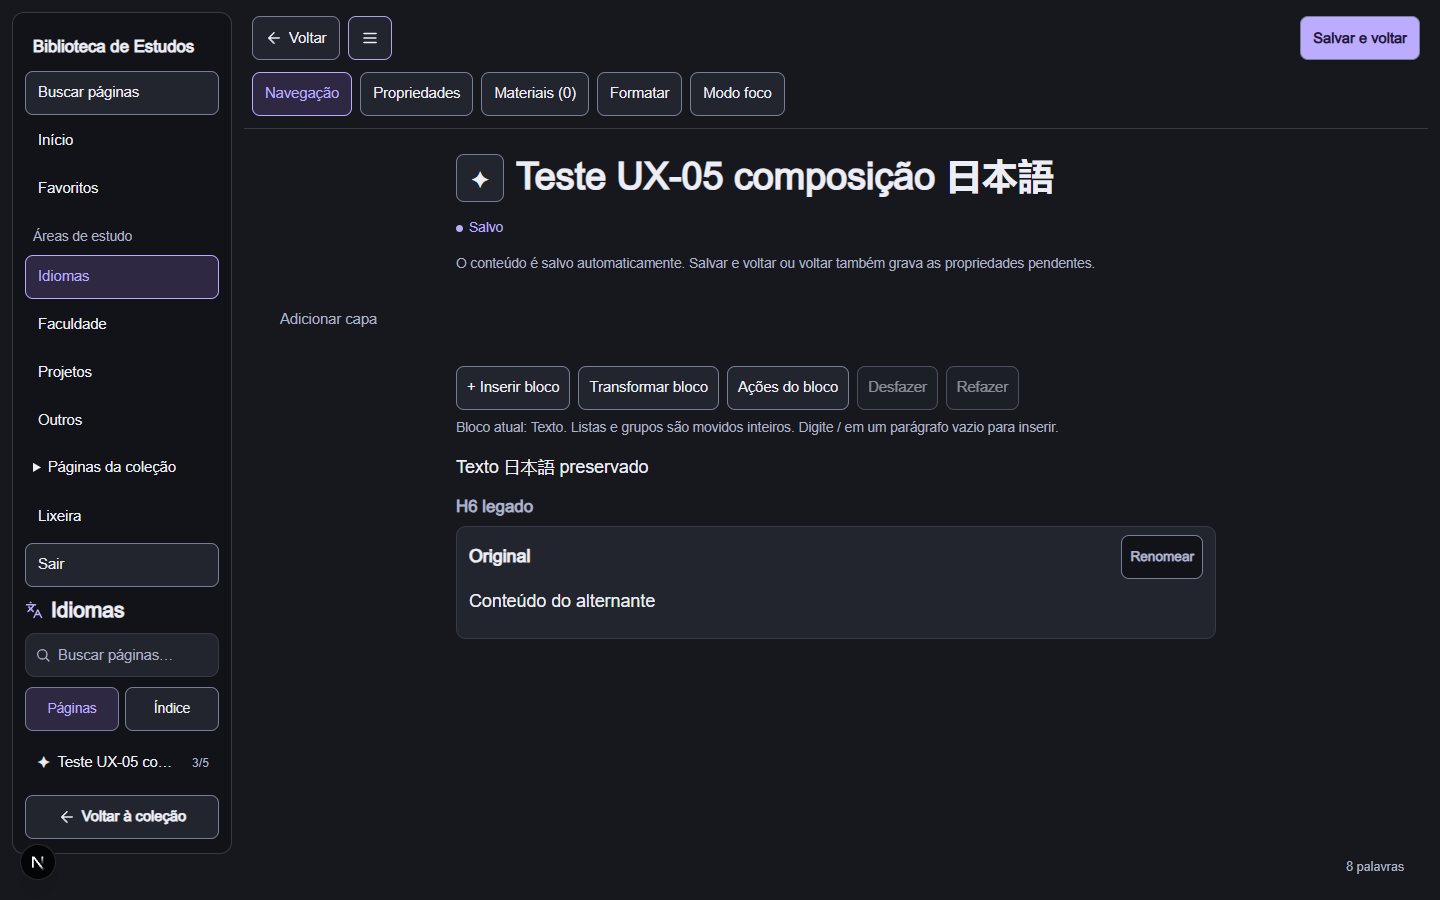 Biblioteca de Estudos
Buscar páginas
Início
Favoritos
Áreas de estudo
Idiomas
Faculdade
Projetos
Outros
Páginas da coleção
Lixeira
Sair
Idiomas
Buscar páginas...
Páginas
Índice
Teste UX-05 co... 3/5
Voltar à coleção
N
Voltar
Salvar e voltar
Navegação
Propriedades
Materiais (0)
Formatar
Modo foco
Teste UX-05 composição 日本語
Salvo
O conteúdo é salvo automaticamente. Salvar e voltar ou voltar também grava as propriedades pendentes.
Adicionar capa
+ Inserir bloco
Transformar bloco
Ações do bloco
Desfazer
Refazer
Bloco atual: Texto. Listas e grupos são movidos inteiros. Digite / em um parágrafo vazio para inserir.
Texto 日本語 preservado
H6 legado
Original
Renomear
Conteúdo do alternante
8 palavras